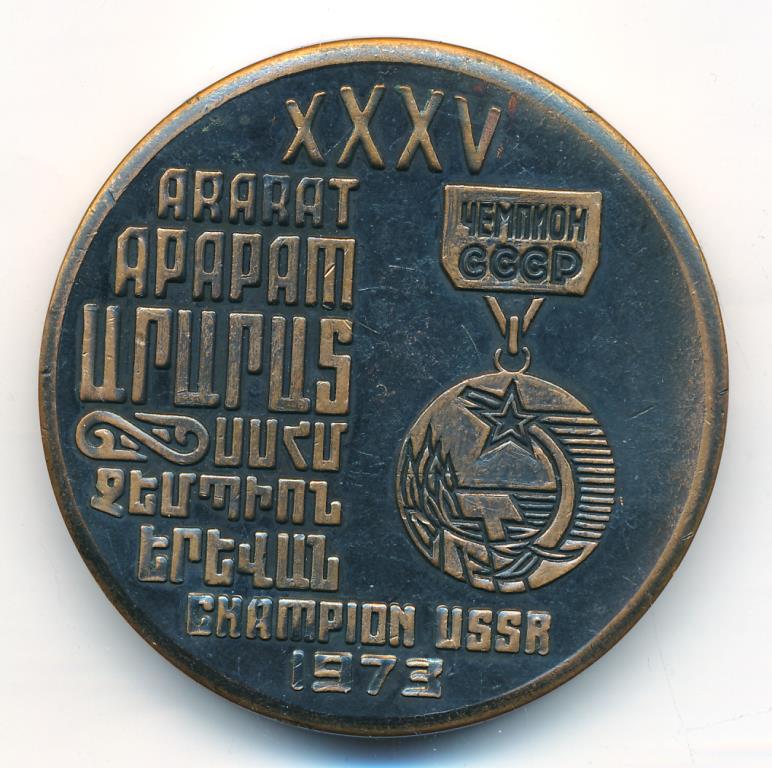 XXXV
ARARAT
АРАРАТ
ԱՐԱՐԱՏ
ՍՍՀՄ
ՉԵՄՊԻՈՆ
ԵՐԵՎԱՆ
CHAMPION USSR
1973
ЧЕМПИОН
СССР